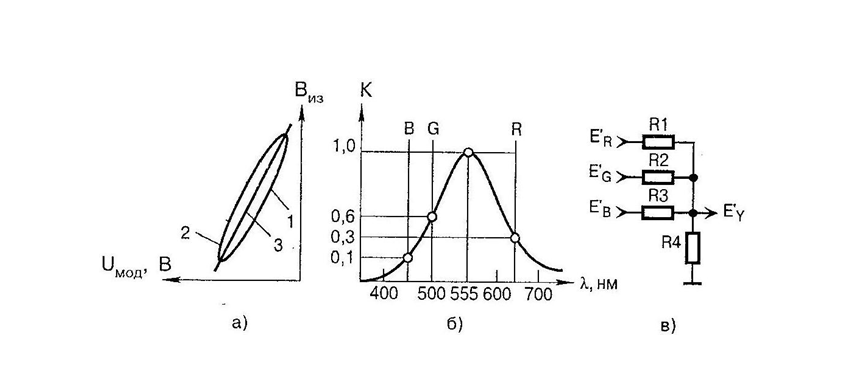 Bиз
1
2
3
Uмод, В
а)
К
B G R
1,0
0,6
0,3
0,1
400 500 555 600 700 λ, нм
б)
E'R R1
E'G R2
E'B R3 E'Y
R4
в)